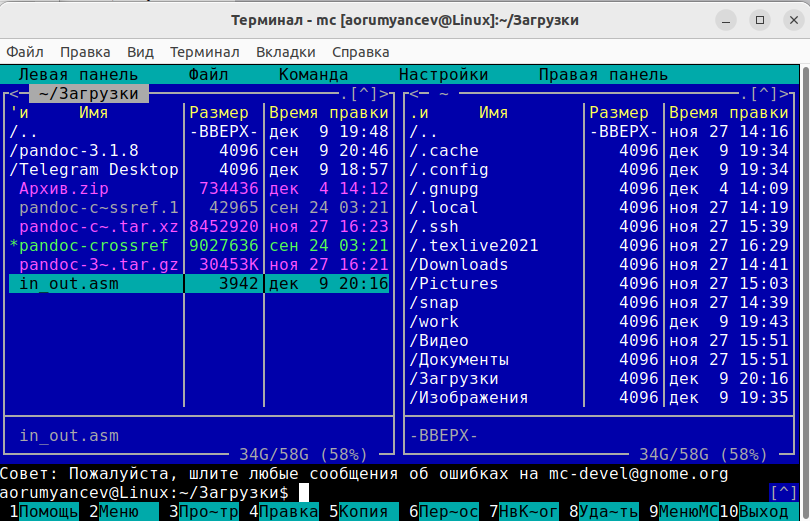 Терминал - mc [aorumyancev@Linux]:~/Загрузки
Файл Правка Вид Терминал Вкладки Справка
Левая панель Файл Команда Настройки Правая панель
<─ ~/Загрузки .[^]> <─ ~ .[^]>
'и Имя Размер Время правки .и Имя Размер Время правки
/.. -ВВЕРХ- дек 9 19:48 /.. -ВВЕРХ- ноя 27 14:16
/pandoc-3.1.8 4096 сен 9 20:46 /.cache 4096 дек 9 19:34
/Telegram Desktop 4096 дек 9 18:57 /.config 4096 дек 9 19:34
Архив.zip 734436 дек 4 14:12 /.gnupg 4096 дек 4 14:09
pandoc-c~ssref.1 42965 сен 24 03:21 /.local 4096 ноя 27 14:19
pandoc-c~.tar.xz 8452920 ноя 27 16:23 /.ssh 4096 ноя 27 15:39
*pandoc-crossref 9027636 сен 24 03:21 /.texlive2021 4096 ноя 27 16:29
pandoc-3~.tar.gz 30453K ноя 27 16:21 /Downloads 4096 ноя 27 14:41
in_out.asm 3942 дек 9 20:16 /Pictures 4096 ноя 27 15:03
/snap 4096 ноя 27 14:39
/work 4096 дек 9 19:43
/Видео 4096 ноя 27 15:51
/Документы 4096 ноя 27 15:51
/Загрузки 4096 дек 9 20:16
/Изображения 4096 дек 9 19:35
in_out.asm -ВВЕРХ-
34G/58G (58%) 34G/58G (58%)
Совет: Пожалуйста, шлите любые сообщения об ошибках на mc-devel@gnome.org
aorumyancev@Linux:~/Загрузки$ [^]
1Помощь 2Меню 3Про~тр 4Правка 5Копия 6Пер~ос 7НвК~ог 8Уда~ть 9МенюMC 10Выход